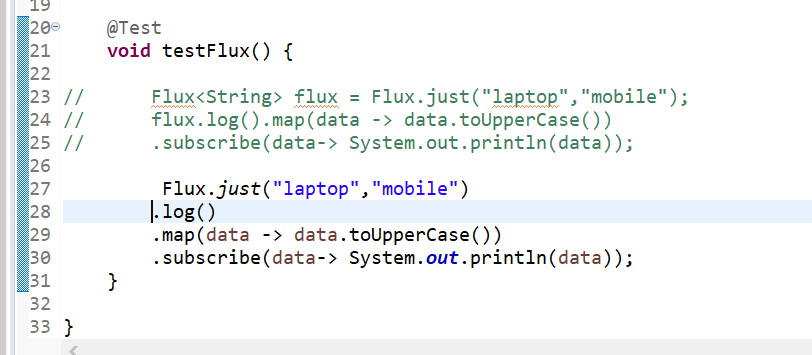 19
20 @Test
21 void testFlux() {
22
23 // Flux<String> flux = Flux.just("laptop","mobile");
24 // flux.log().map(data -> data.toUpperCase())
25 // .subscribe(data-> System.out.println(data));
26
27 Flux.just("laptop","mobile")
28 .log()
29 .map(data -> data.toUpperCase())
30 .subscribe(data-> System.out.println(data));
31 }
32
33 }